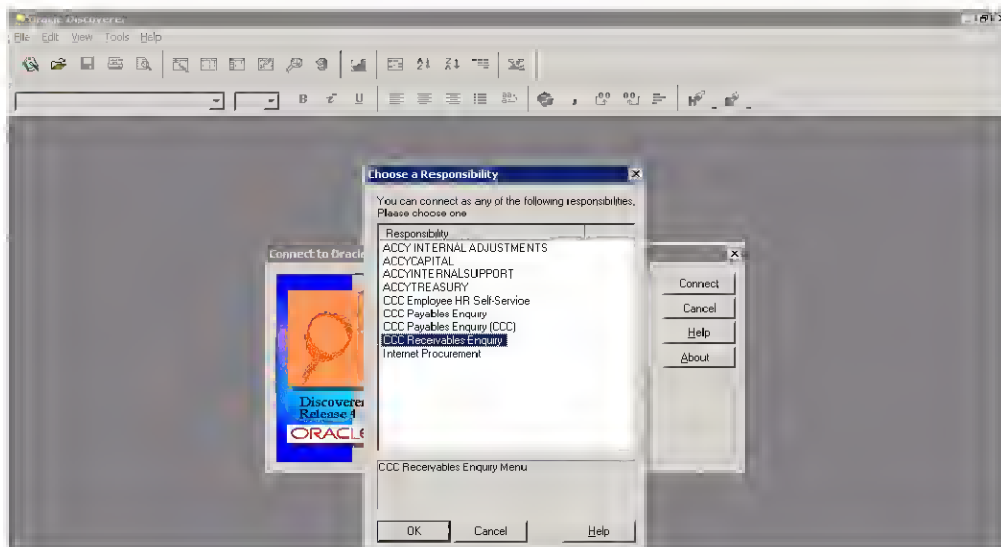 Oracle Discoverer
File Edit View Tools Help
B I U
Choose a Responsibility
You can connect as any of the following responsibilities,
Please choose one
Responsibility
ACCY INTERNAL ADJUSTMENTS
ACCYCAPITAL
ACCYINTERNALSUPPORT
ACCYTREASURY
CCC Employee HR Self-Service
CCC Payables Enquiry
CCC Payables Enquiry (CCC)
CCC Receivables Enquiry
Internet Procurement
CCC Receivables Enquiry Menu
OK Cancel Help
Connect to Oracle
Discoverer
Release 4
ORACLE
Connect
Cancel
Help
About